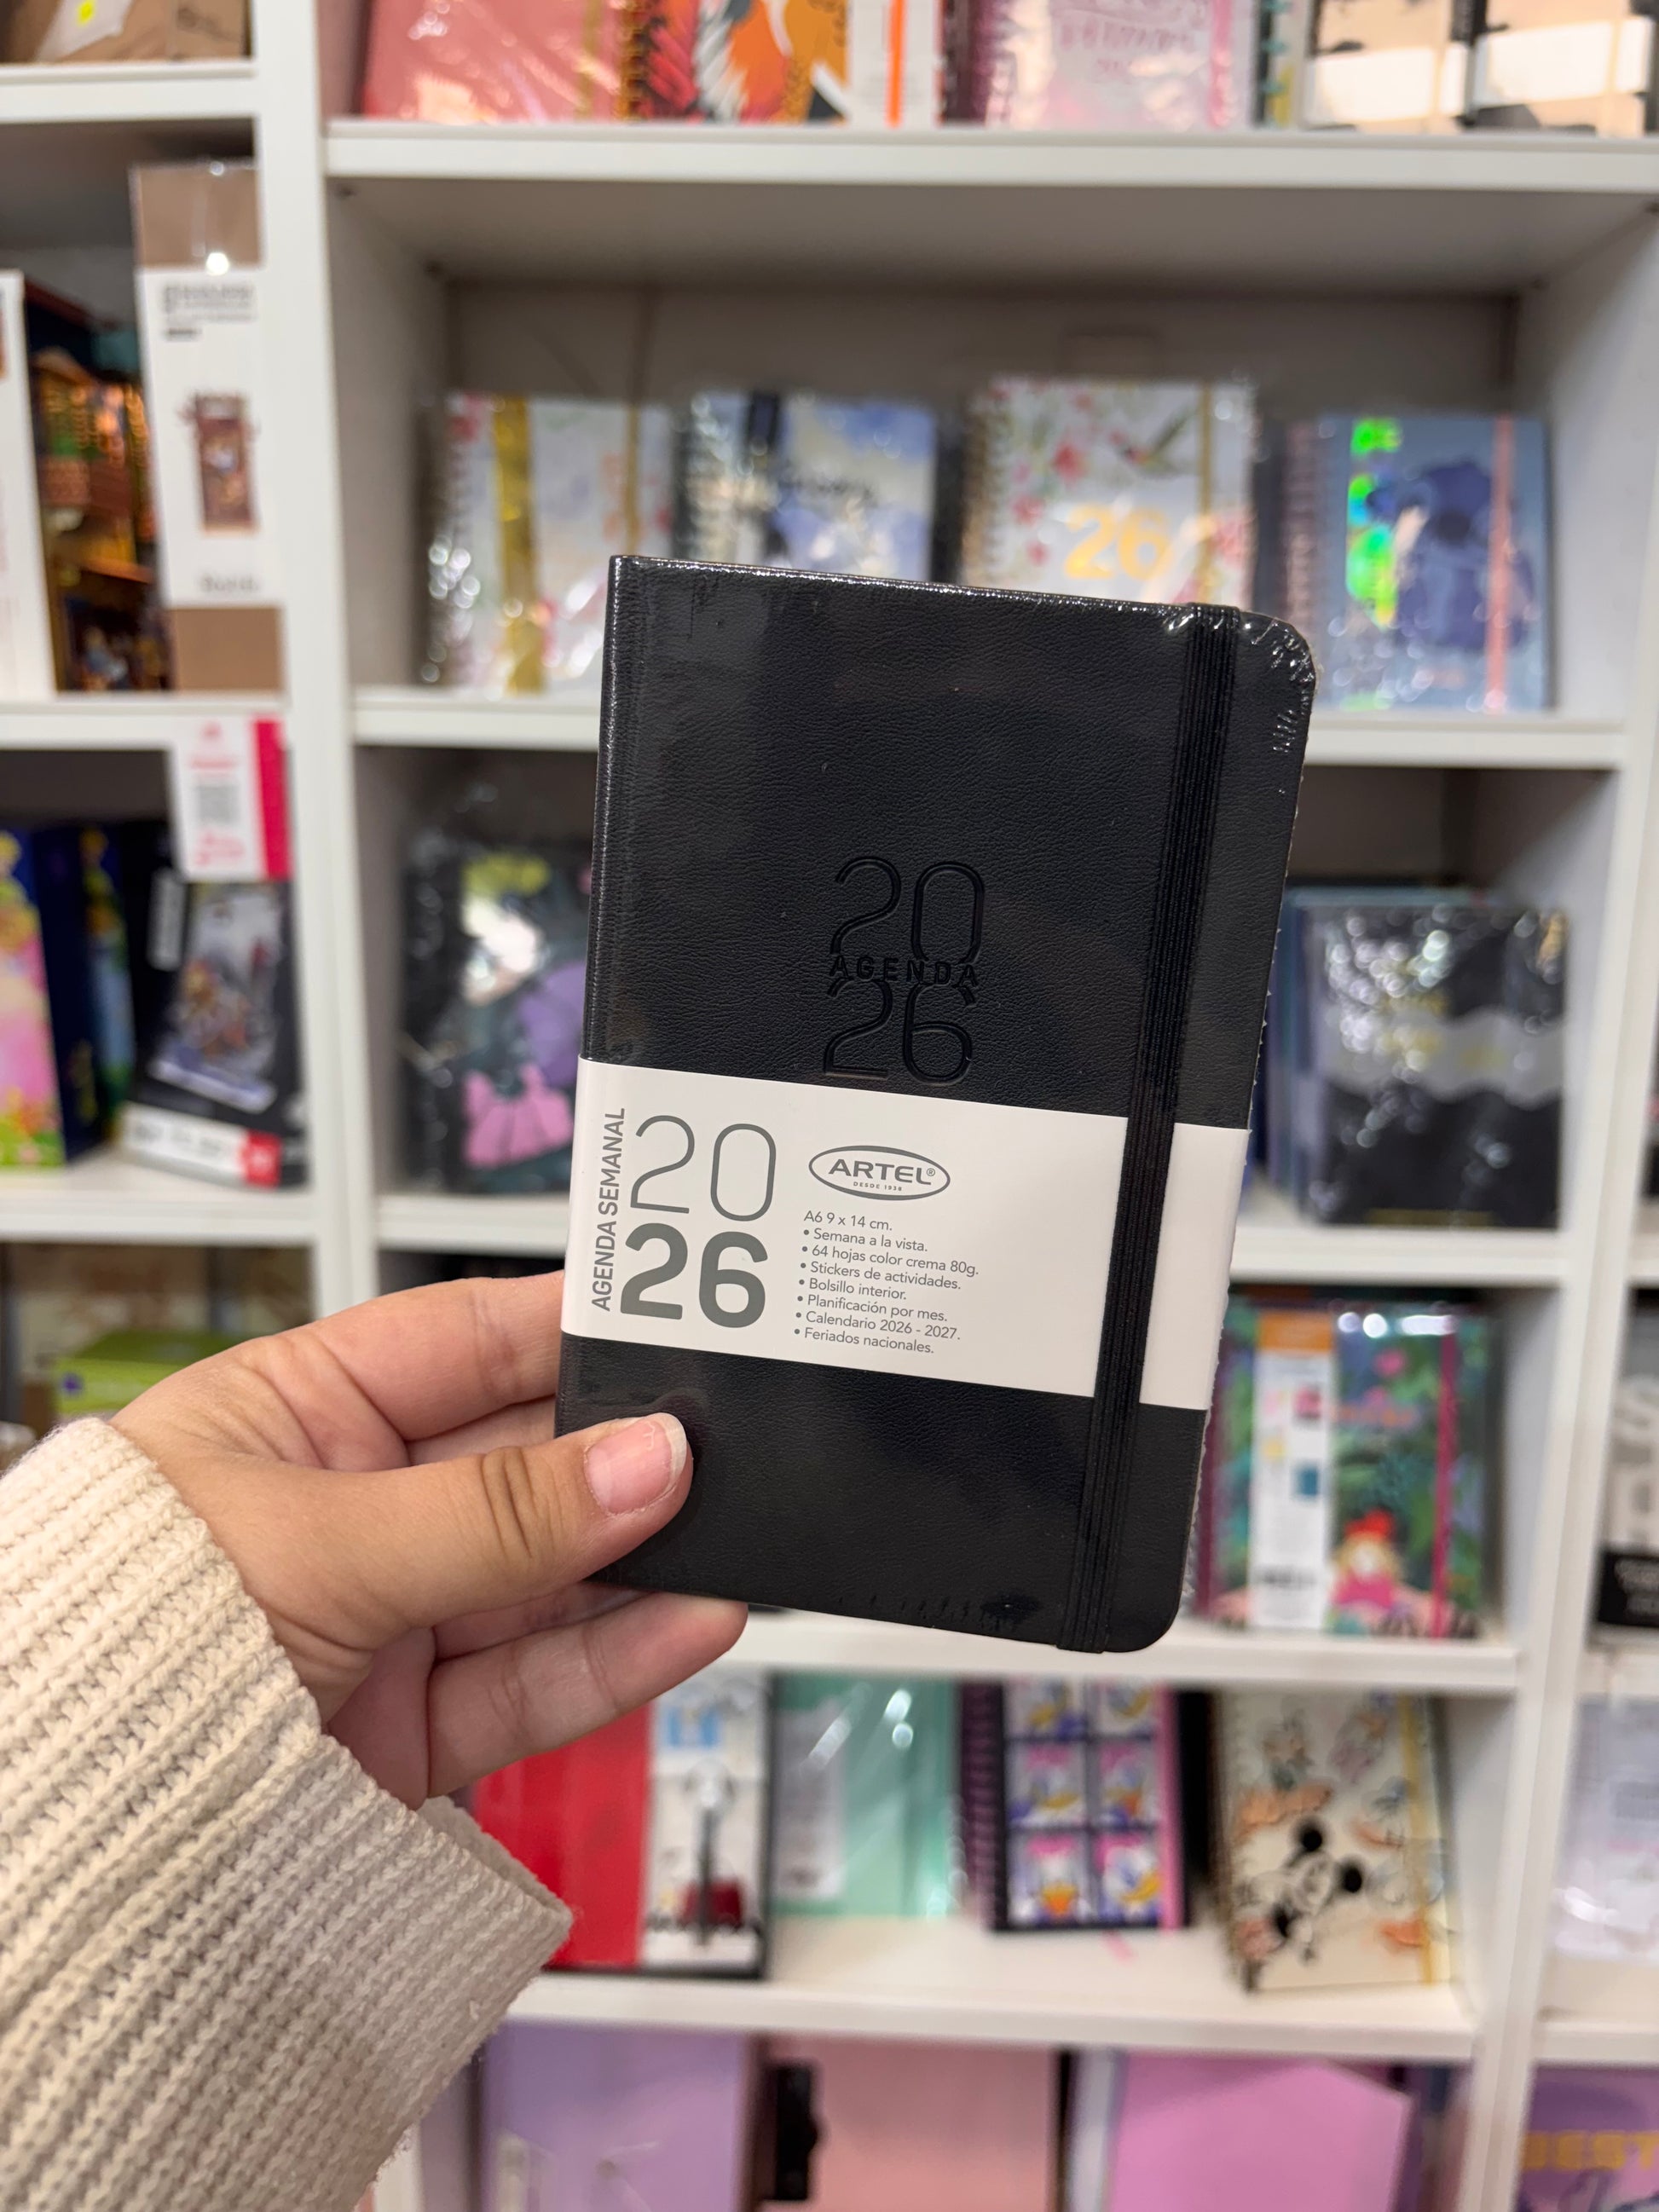 26
20
AGENDA
26
AGENDA SEMANAL
20
26
ARTEL®
DESDE 1938
A6 9 x 14 cm.
• Semana a la vista.
• 64 hojas color crema 80g.
• Stickers de actividades.
• Bolsillo interior.
• Planificación por mes.
• Calendario 2026 - 2027.
• Feriados nacionales.